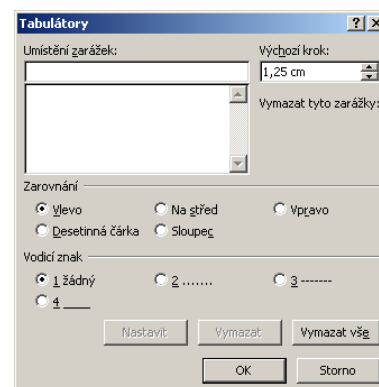 Tabulátory
Umístění zarážek:
Výchozí krok:
1,25 cm
Vymazat tyto zarážky:
Zarovnání
Vlevo
Na střed
Vpravo
Desetinná čárka
Sloupec
Vodicí znak
1 žádný
2 .......
3 -------
4 ____
Nastavit
Vymazat
Vymazat vše
OK
Storno